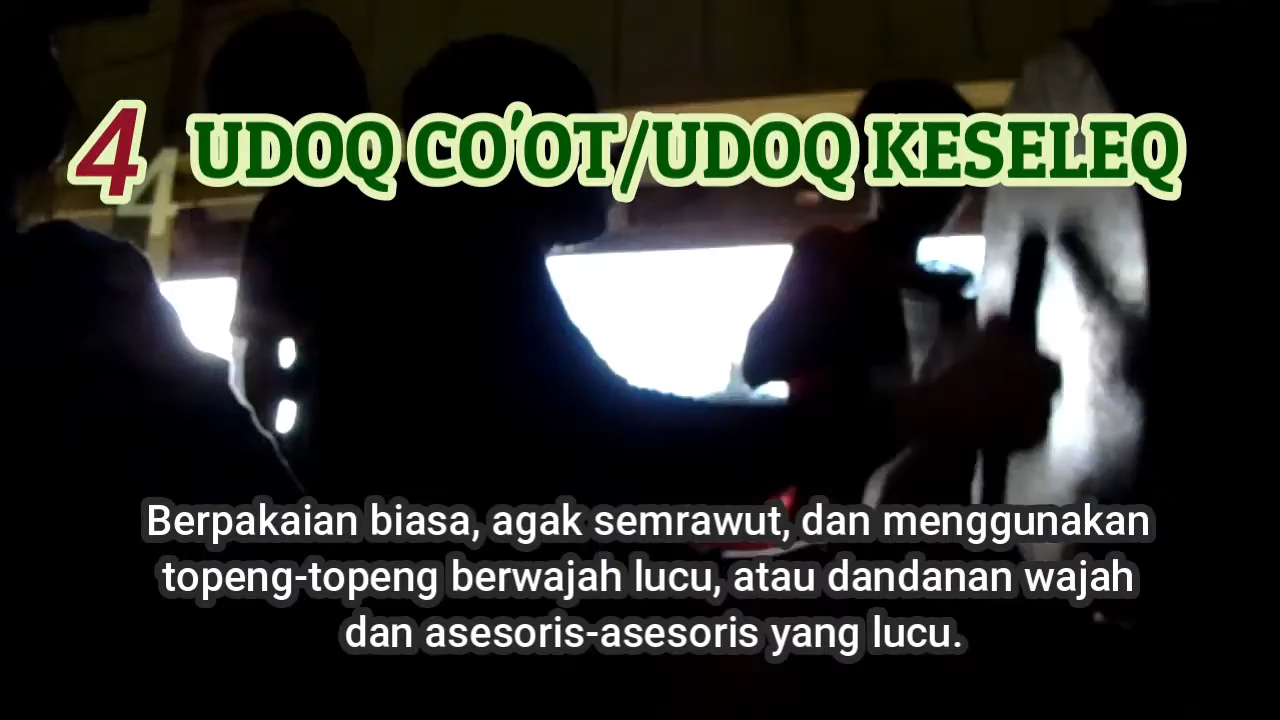 4 UDOQ CO'OT/UDOQ KESELEQ
Berpakaian biasa, agak semrawut, dan menggunakan
topeng-topeng berwajah lucu, atau dandanan wajah
dan asesoris-asesoris yang lucu.